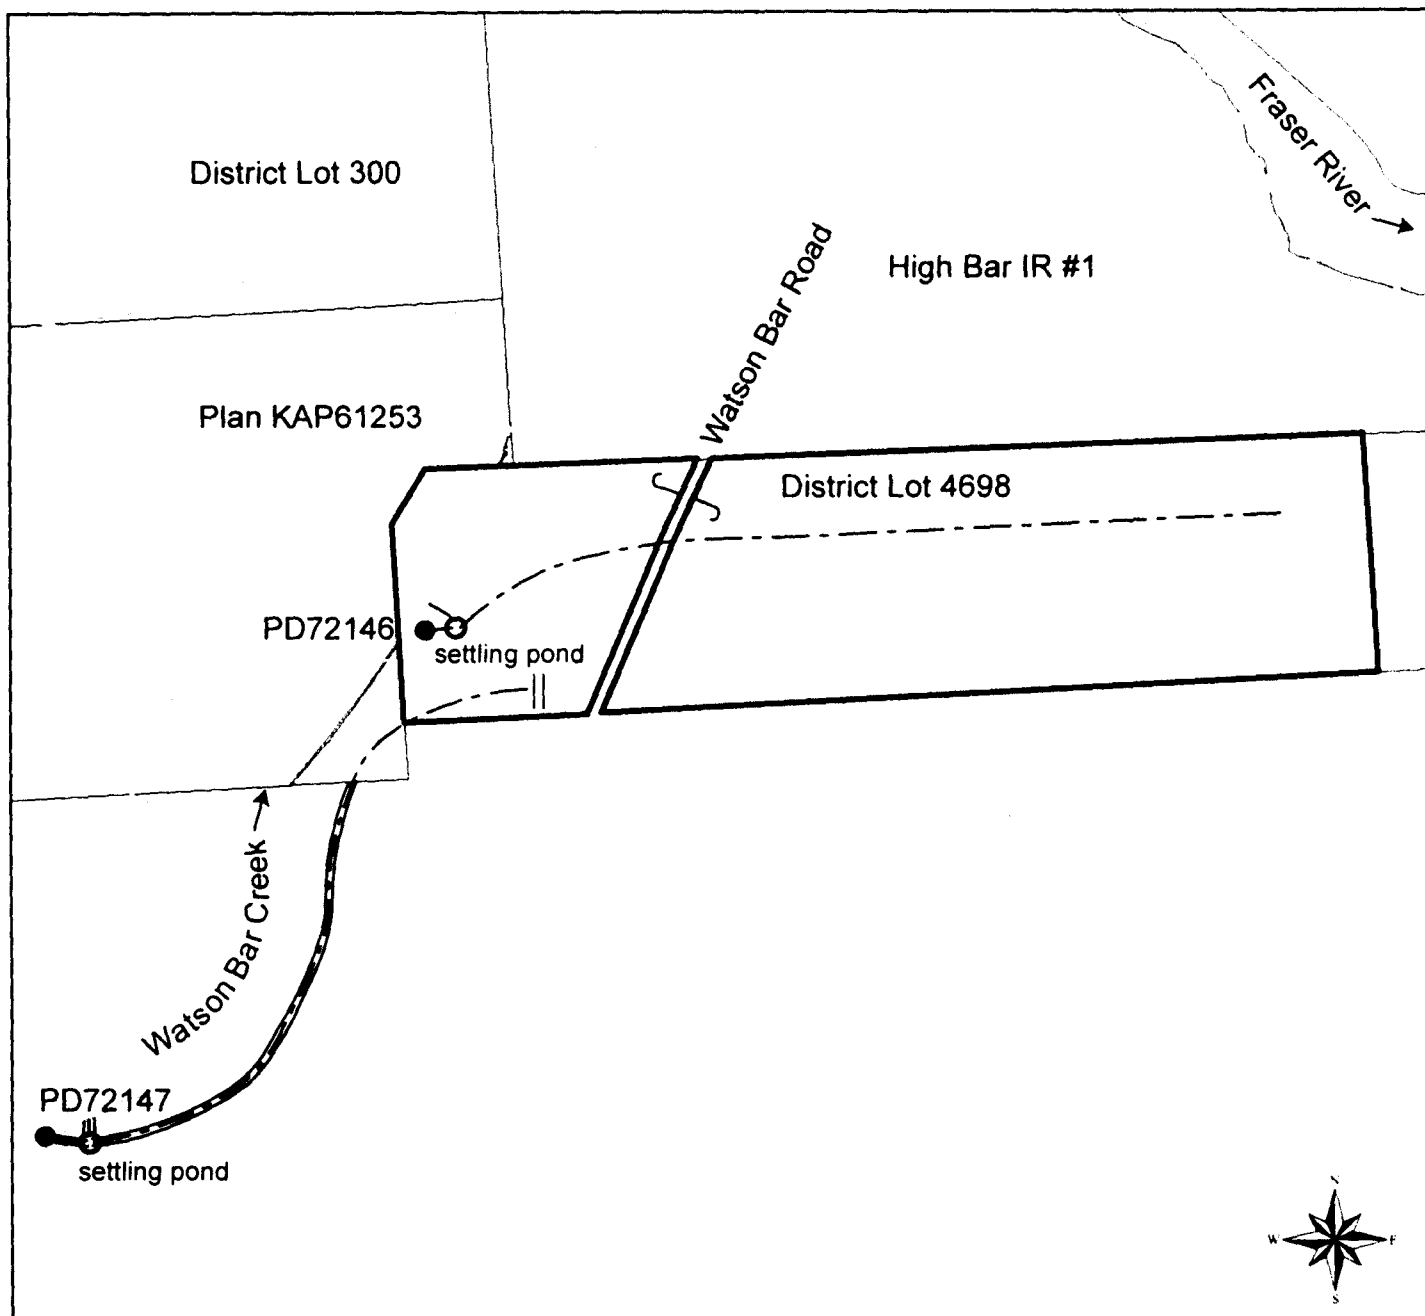 Fraser River
District Lot 300
Watson Bar Road
High Bar IR #1
Plan KAP61253
District Lot 4698
PD72146
settling pond
Watson Bar Creek
PD72147
settling pond
N
W
E
S